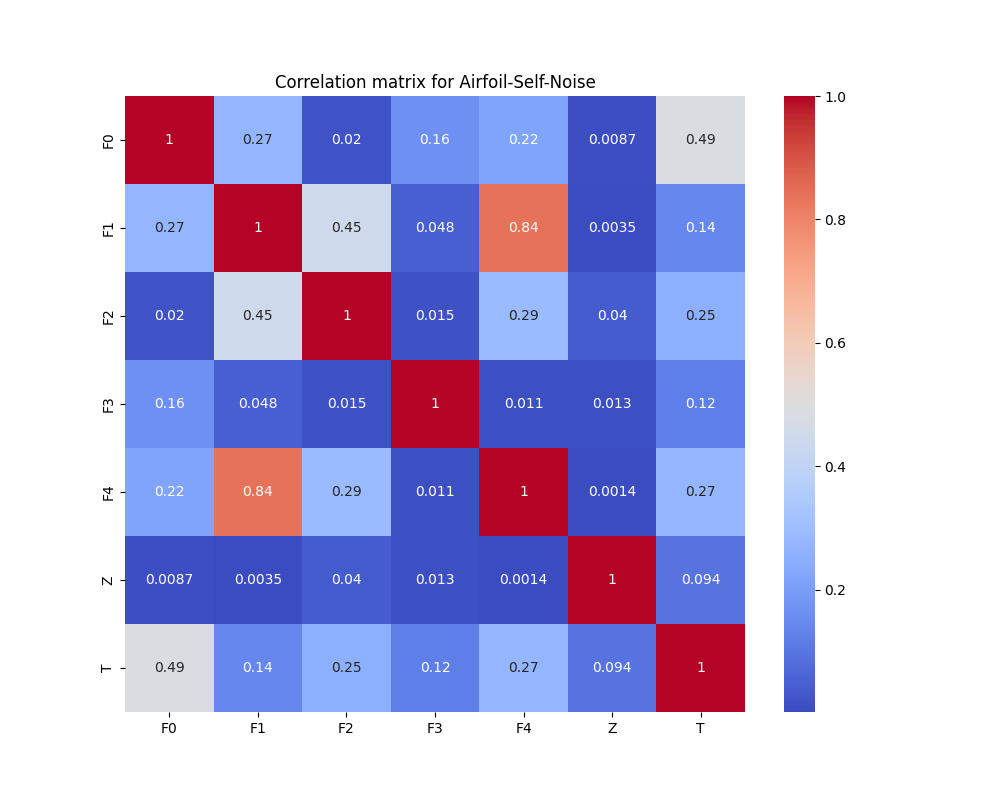 Correlation matrix for Airfoil-Self-Noise
F0 1 0.27 0.02 0.16 0.22 0.0087 0.49
F1 0.27 1 0.45 0.048 0.84 0.0035 0.14
F2 0.02 0.45 1 0.015 0.29 0.04 0.25
F3 0.16 0.048 0.015 1 0.011 0.013 0.12
F4 0.22 0.84 0.29 0.011 1 0.0014 0.27
Z 0.0087 0.0035 0.04 0.013 0.0014 1 0.094
T 0.49 0.14 0.25 0.12 0.27 0.094 1
F0 F1 F2 F3 F4 Z T
1.0
0.8
0.6
0.4
0.2